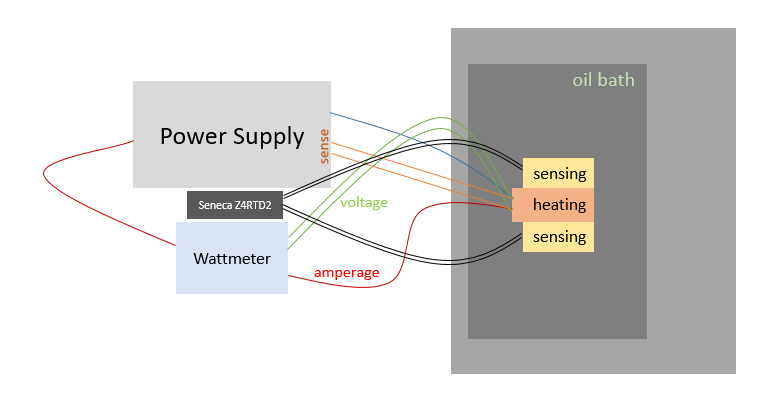 oil bath
Power Supply
sense
sensing
Seneca Z4RTD2
voltage
heating
sensing
Wattmeter
amperage